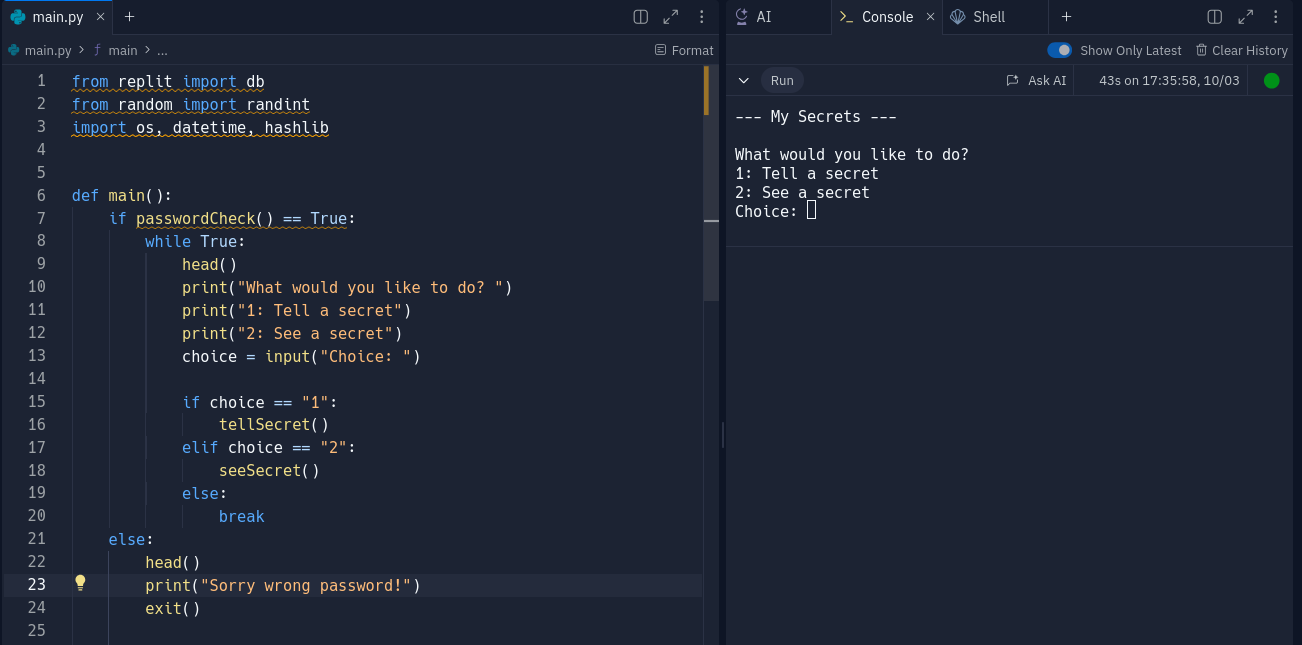 main.py × +
main.py > ƒ main > ...
Format
1 from replit import db
2 from random import randint
3 import os, datetime, hashlib
4
5
6 def main():
7     if passwordCheck() == True:
8         while True:
9             head()
10             print("What would you like to do? ")
11             print("1: Tell a secret")
12             print("2: See a secret")
13             choice = input("Choice: ")
14
15             if choice == "1":
16                 tellSecret()
17             elif choice == "2":
18                 seeSecret()
19             else:
20                 break
21     else:
22         head()
23         print("Sorry wrong password!")
24         exit()
25
AI
>_ Console ×
Shell
+
Show Only Latest
Clear History
Run
Ask AI
43s on 17:35:58, 10/03
--- My Secrets ---
What would you like to do?
1: Tell a secret
2: See a secret
Choice: